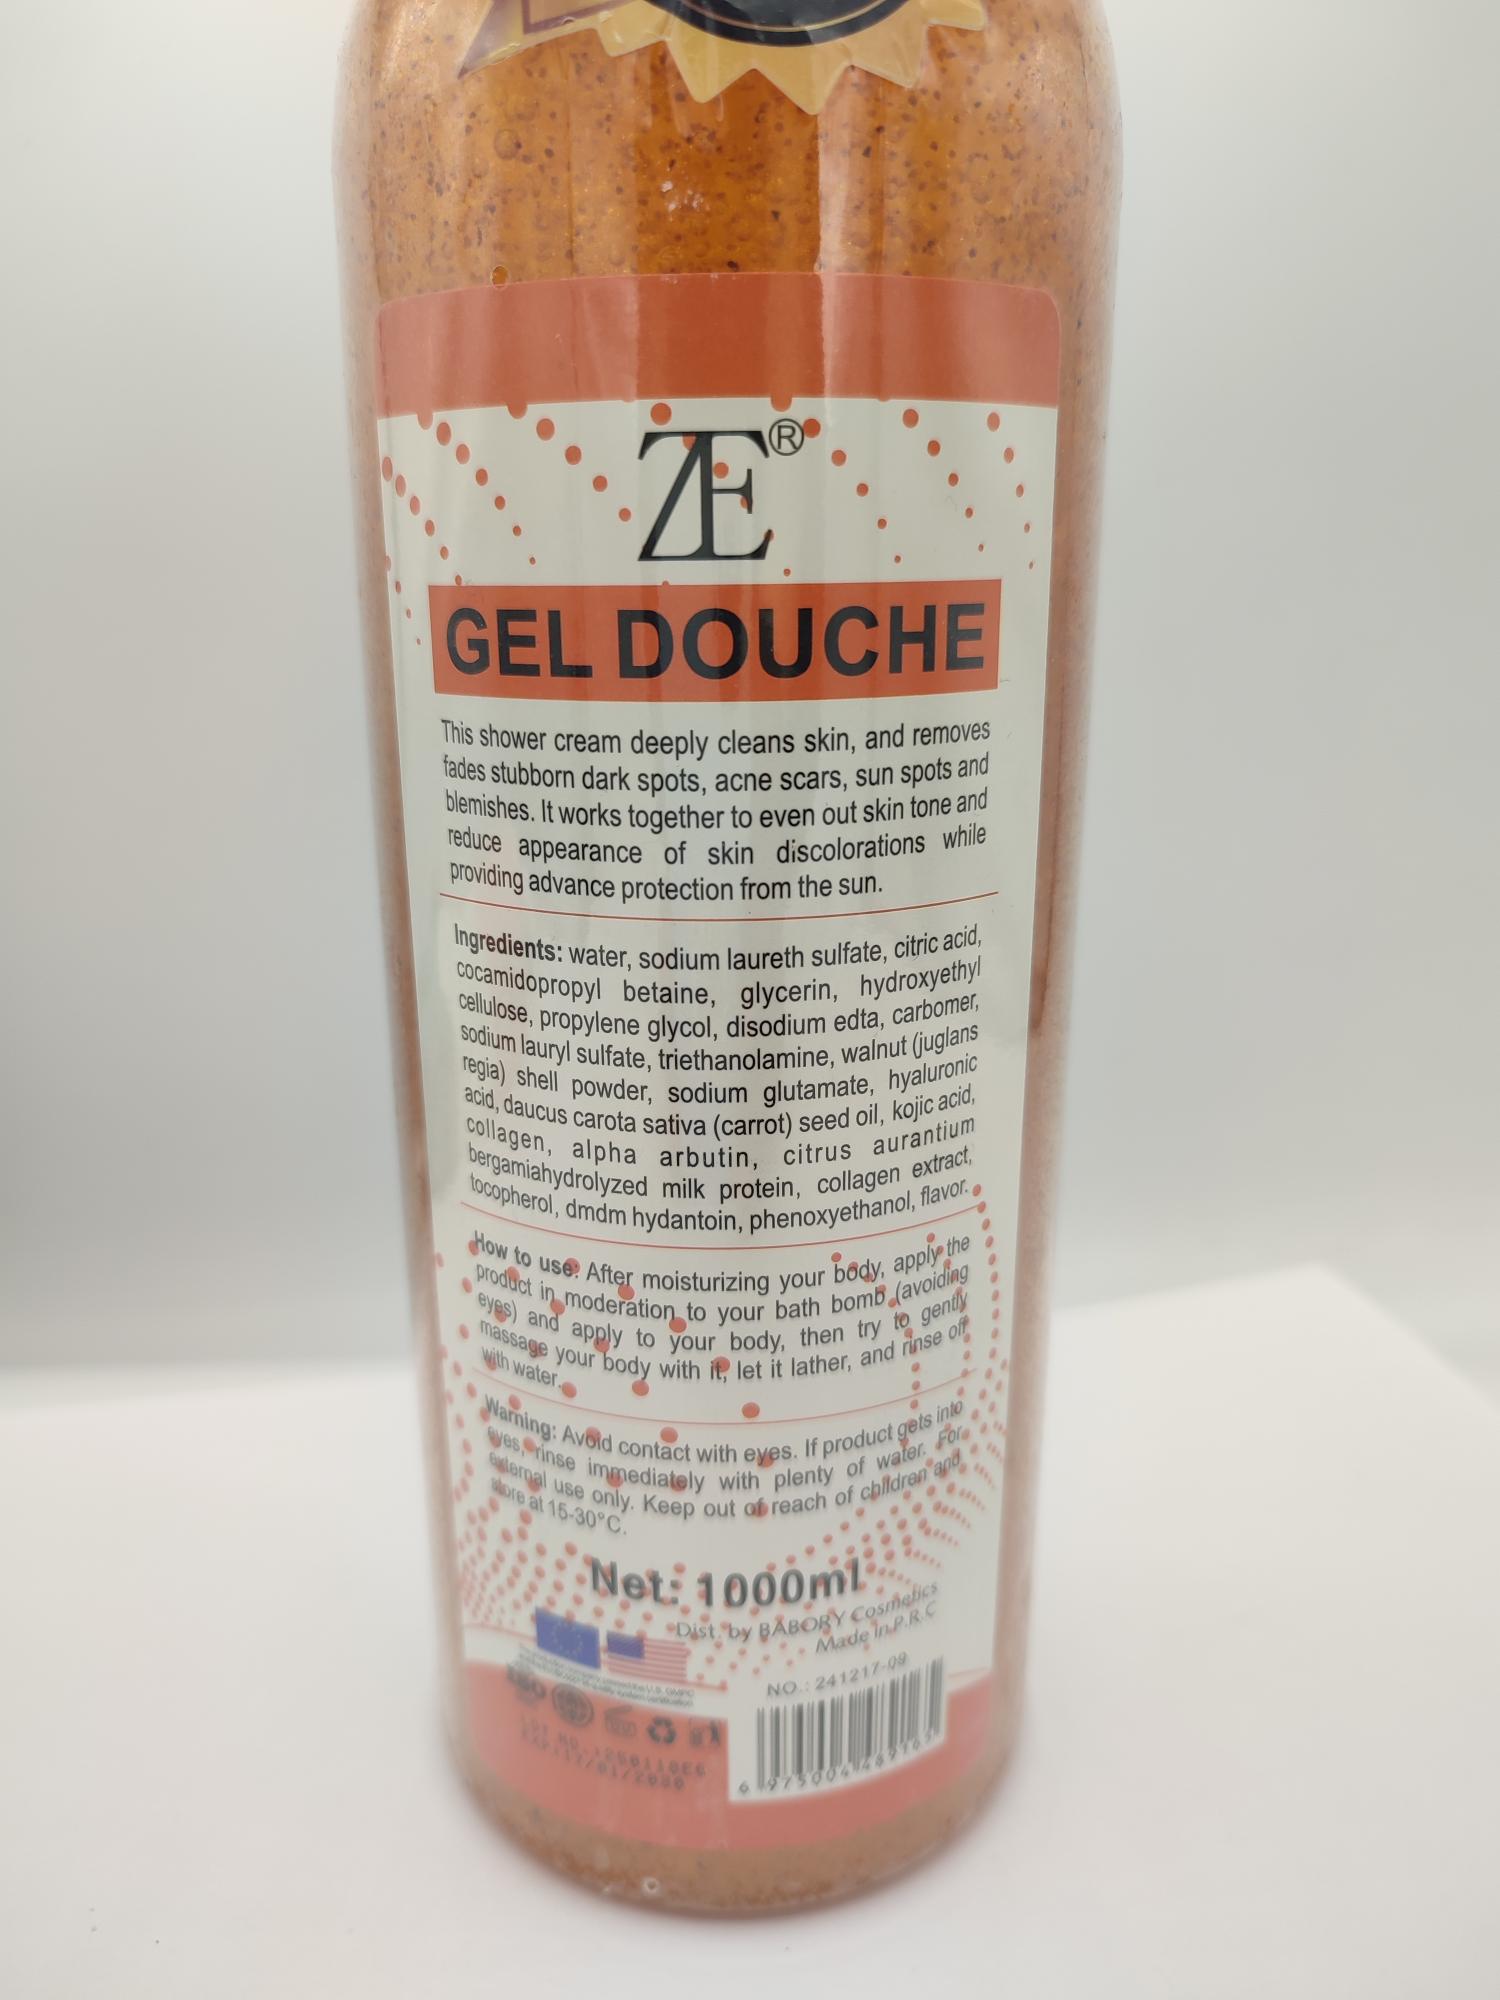 ZE®
GEL DOUCHE
This shower cream deeply cleans skin, and removes
fades stubborn dark spots, acne scars, sun spots and
blemishes. It works together to even out skin tone and
reduce appearance of skin discolorations while
providing advance protection from the sun.
Ingredients: water, sodium laureth sulfate, citric acid,
cocamidopropyl betaine, glycerin, hydroxyethyl
cellulose, propylene glycol, disodium edta, carbomer,
sodium lauryl sulfate, triethanolamine, walnut (juglans
regia) shell powder, sodium glutamate, hyaluronic
acid, daucus carota sativa (carrot) seed oil, kojic acid,
collagen, alpha arbutin, citrus aurantium
bergamiahydrolyzed milk protein, collagen extract,
tocopherol, dmdm hydantoin, phenoxyethanol, flavor.
How to use: After moisturizing your body, apply the
product in moderation to your bath bomb (avoiding
eyes) and apply to your body, then try to gently
massage your body with it, let it lather, and rinse off
with water.
Warning: Avoid contact with eyes. If product gets into
eyes, rinse immediately with plenty of water. For
external use only. Keep out of reach of children and
store at 15-30°C.
Net: 1000ml
Dist. by BABORY Cosmetics
Made in P.R.C
NO.: 241217-09